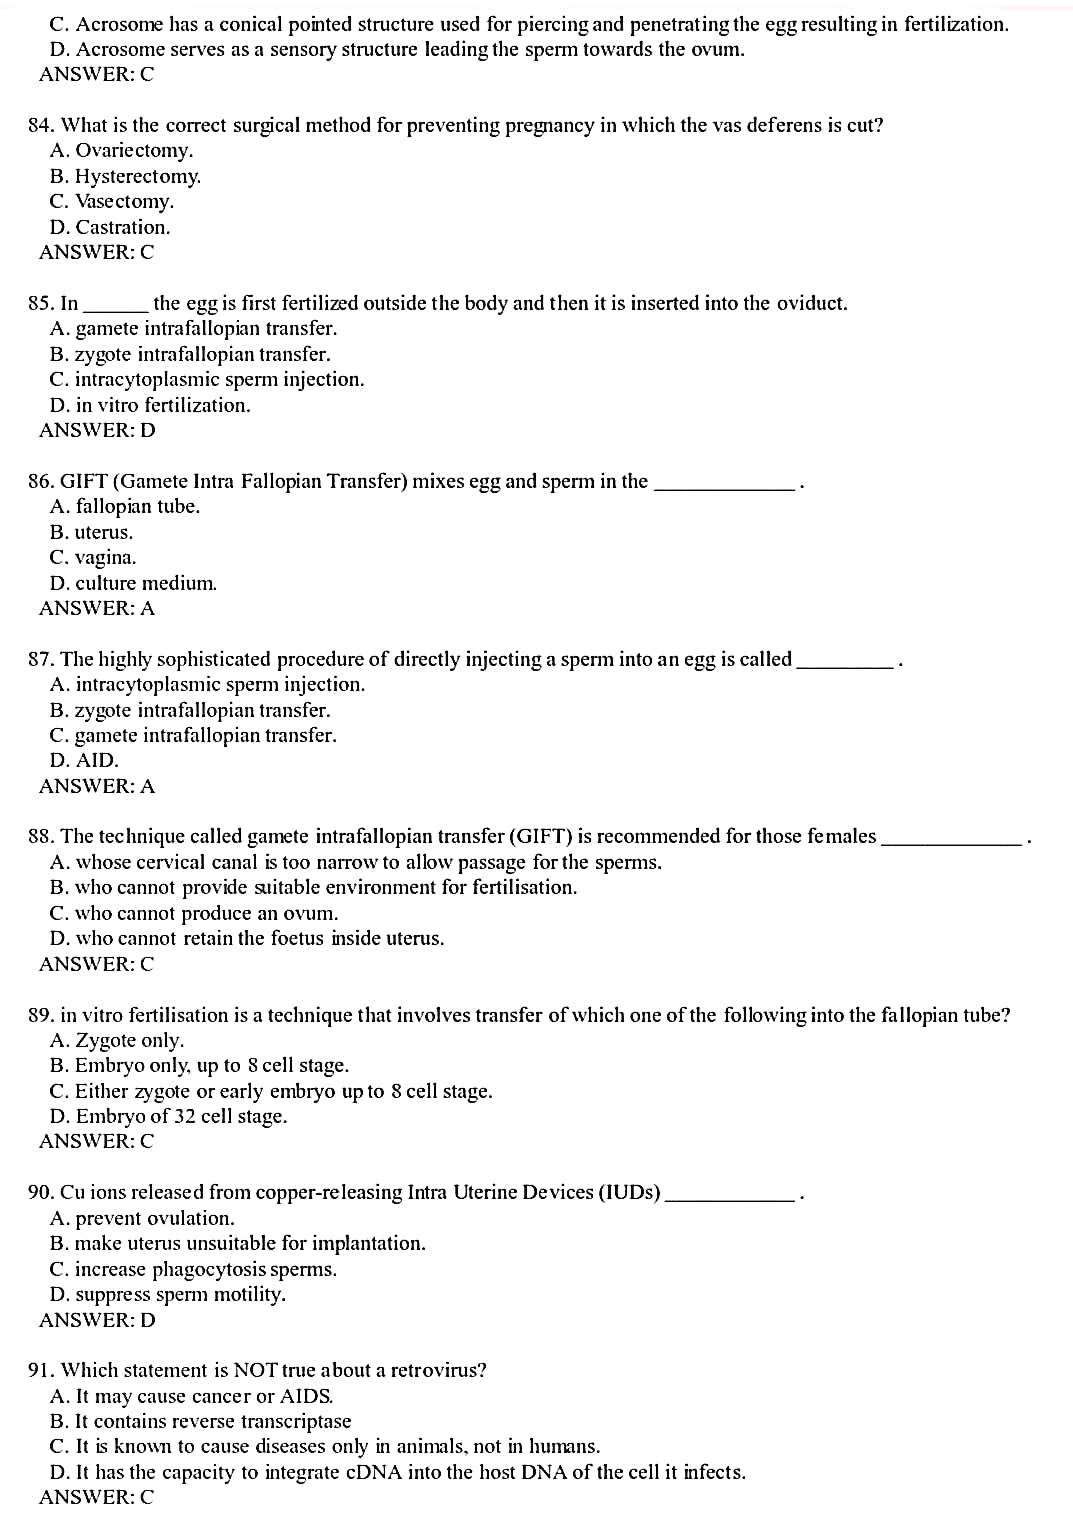 C. Acrosome has a conical pointed structure used for piercing and penetrating the egg resulting in fertilization.
D. Acrosome serves as a sensory structure leading the sperm towards the ovum.
ANSWER: C
84. What is the correct surgical method for preventing pregnancy in which the vas deferens is cut?
A. Ovariectomy.
B. Hysterectomy.
C. Vasectomy.
D. Castration.
ANSWER: C
85. In ______ the egg is first fertilized outside the body and then it is inserted into the oviduct.
A. gamete intrafallopian transfer.
B. zygote intrafallopian transfer.
C. intracytoplasmic sperm injection.
D. in vitro fertilization.
ANSWER: D
86. GIFT (Gamete Intra Fallopian Transfer) mixes egg and sperm in the _____________ .
A. fallopian tube.
B. uterus.
C. vagina.
D. culture medium.
ANSWER: A
87. The highly sophisticated procedure of directly injecting a sperm into an egg is called _________ .
A. intracytoplasmic sperm injection.
B. zygote intrafallopian transfer.
C. gamete intrafallopian transfer.
D. AID.
ANSWER: A
88. The technique called gamete intrafallopian transfer (GIFT) is recommended for those females _____________ .
A. whose cervical canal is too narrow to allow passage for the sperms.
B. who cannot provide suitable environment for fertilisation.
C. who cannot produce an ovum.
D. who cannot retain the foetus inside uterus.
ANSWER: C
89. in vitro fertilisation is a technique that involves transfer of which one of the following into the fallopian tube?
A. Zygote only.
B. Embryo only, up to 8 cell stage.
C. Either zygote or early embryo up to 8 cell stage.
D. Embryo of 32 cell stage.
ANSWER: C
90. Cu ions released from copper-releasing Intra Uterine Devices (IUDs) ____________ .
A. prevent ovulation.
B. make uterus unsuitable for implantation.
C. increase phagocytosis sperms.
D. suppress sperm motility.
ANSWER: D
91. Which statement is NOT true about a retrovirus?
A. It may cause cancer or AIDS.
B. It contains reverse transcriptase
C. It is known to cause diseases only in animals, not in humans.
D. It has the capacity to integrate cDNA into the host DNA of the cell it infects.
ANSWER: C